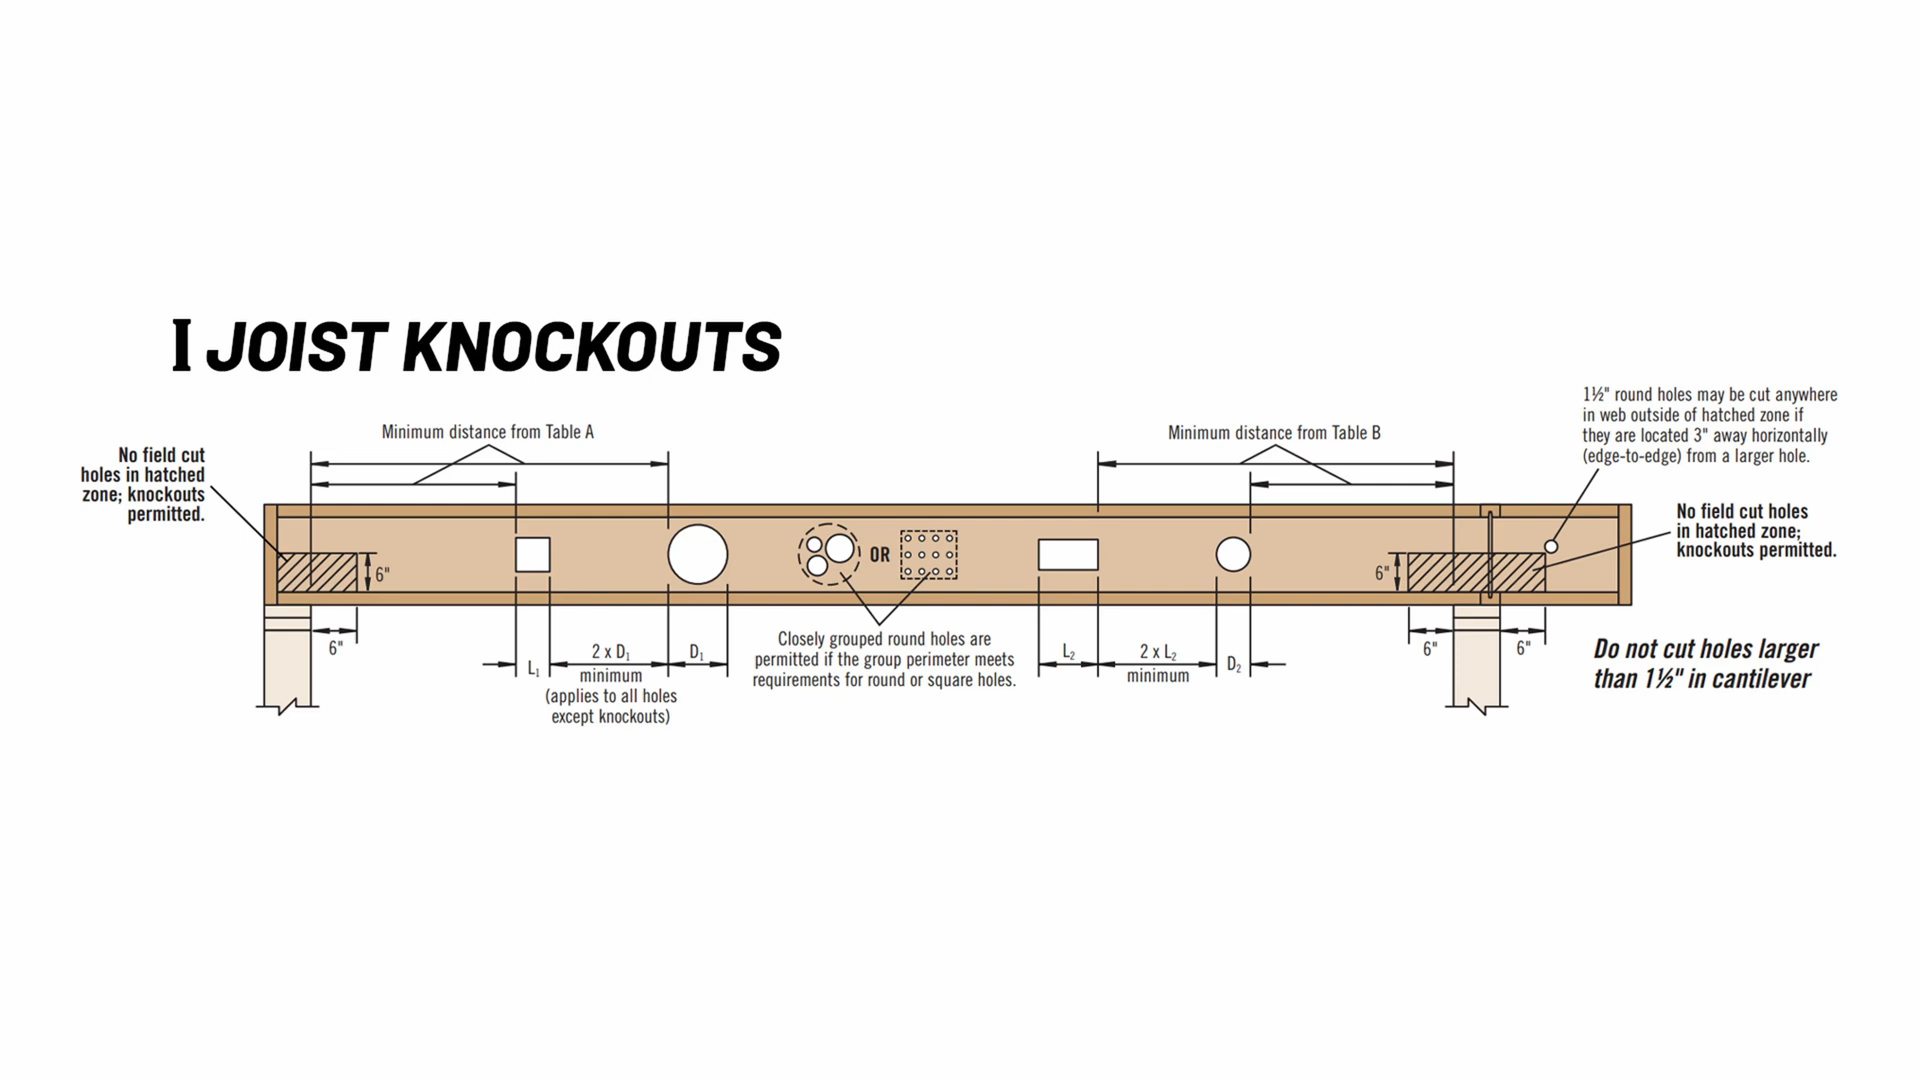 I JOIST KNOCKOUTS
Minimum distance from Table A
Minimum distance from Table B
1½" round holes may be cut anywhere
in web outside of hatched zone if
they are located 3" away horizontally
(edge-to-edge) from a larger hole.
No field cut
holes in hatched
zone; knockouts
permitted.
No field cut holes
in hatched zone;
knockouts permitted.
OR
6"
6"
6"
6"
6"
L₁
2 x D₁
minimum
(applies to all holes
except knockouts)
D₁
Closely grouped round holes are
permitted if the group perimeter meets
requirements for round or square holes.
L₂
2 x L₂
minimum
D₂
Do not cut holes larger
than 1½" in cantilever